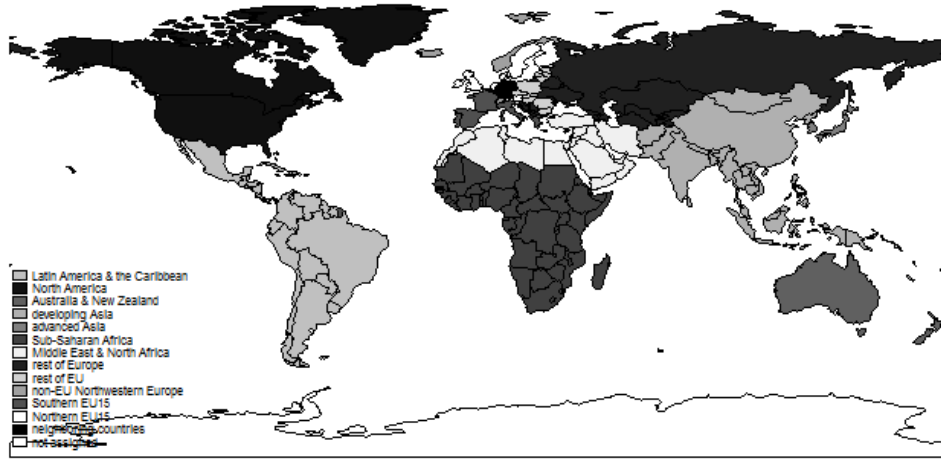 Latin America & the Caribbean
North America
Australia & New Zealand
developing Asia
advanced Asia
Sub-Saharan Africa
Middle East & North Africa
rest of Europe
rest of EU
non-EU Northwestern Europe
Southern EU15
Northern EU15
neighboring countries
not assigned